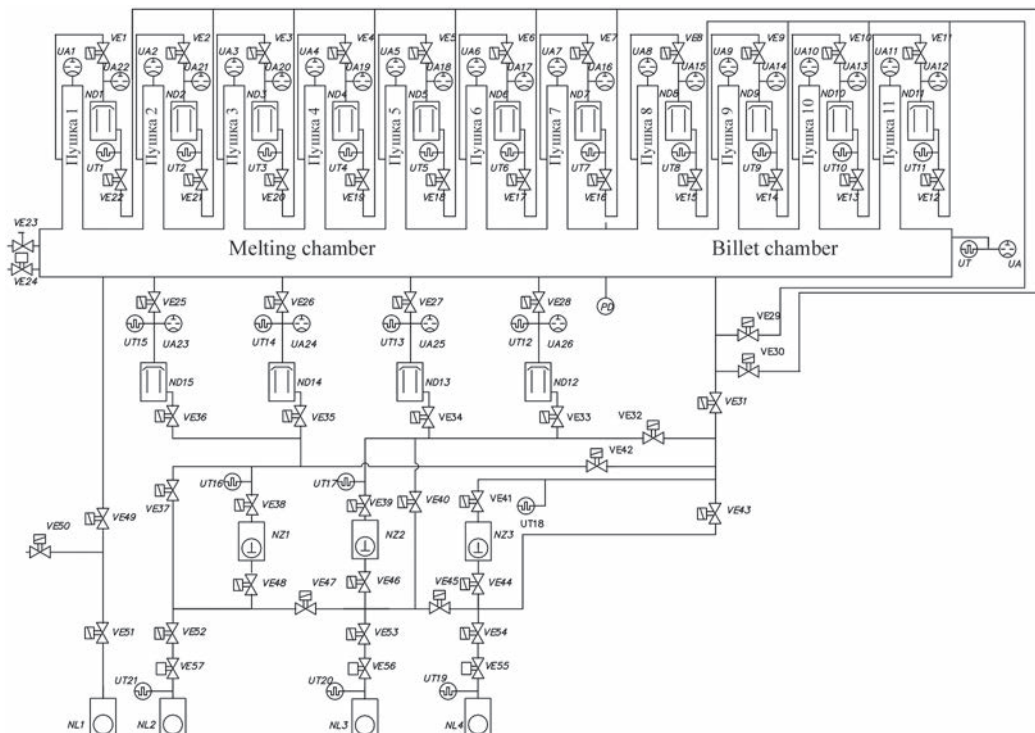 VE1 VE2 VE3 VE4 VE5 VE6 VE7 VE8 VE9 VE10 VE11
UA1 UA2 UA3 UA4 UA5 UA6 UA7 UA8 UA9 UA10 UA11
UA22 UA21 UA20 UA19 UA18 UA17 UA16 UA15 UA14 UA13 UA12
ND1 ND2 ND3 ND4 ND5 ND6 ND7 ND8 ND9 ND10 ND11
Пушка 1 Пушка 2 Пушка 3 Пушка 4 Пушка 5 Пушка 6 Пушка 7 Пушка 8 Пушка 9 Пушка 10 Пушка 11
UT1 UT2 UT3 UT4 UT5 UT6 UT7 UT8 UT9 UT10 UT11
VE22 VE21 VE20 VE19 VE18 VE17 VE16 VE15 VE14 VE13 VE12
VE23
Melting chamber Billet chamber
UT UA
VE24
VE25 VE26 VE27 VE28 PD
VE29
UT15 UA23 UT14 UA24 UT13 UA25 UT12 UA26
VE30
ND15 ND14 ND13 ND12
VE31
VE36 VE35 VE34 VE33 VE32
VE42
UT16 UT17
VE37 VE38 VE39 VE40 VE41
VE49 UT18 VE43
VE50
NZ1 NZ2 NZ3
VE48 VE47 VE46 VE45 VE44
VE51 VE52 VE53 VE54
VE57 VE56 VE55
UT21 UT20 UT19
NL1 NL2 NL3 NL4